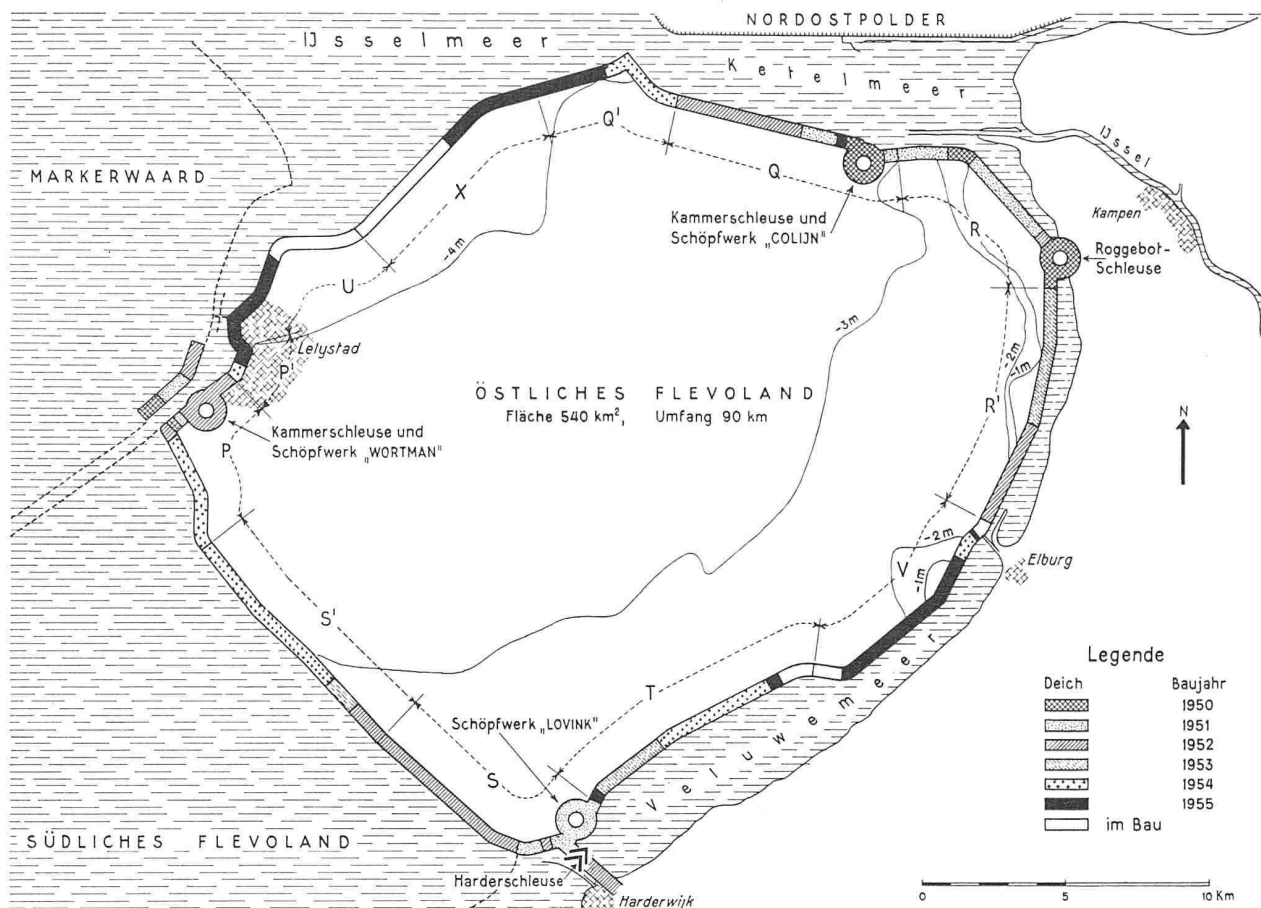 NORDOSTPOLDER
IJsselmeer
Ketelmeer
IJssel
MARKERWAARD
Q'
X
Q
Kampen
Kammerschleuse und
Schöpfwerk „COLIJN"
R
Roggebot-
Schleuse
-4m
U
-3m
Lelystad
-2m
-1m
P'
ÖSTLICHES FLEVOLAND
Fläche 540 km², Umfang 90 km
R'
N
Kammerschleuse und
Schöpfwerk „WORTMAN"
P
-2m
Elburg
V
-1m
S'
Veluwemeer
T
Schöpfwerk „LOVINK"
S
SÜDLICHES FLEVOLAND
Harderschleuse
Harderwijk
Legende
Deich Baujahr
1950
1951
1952
1953
1954
1955
im Bau
0 5 10 Km